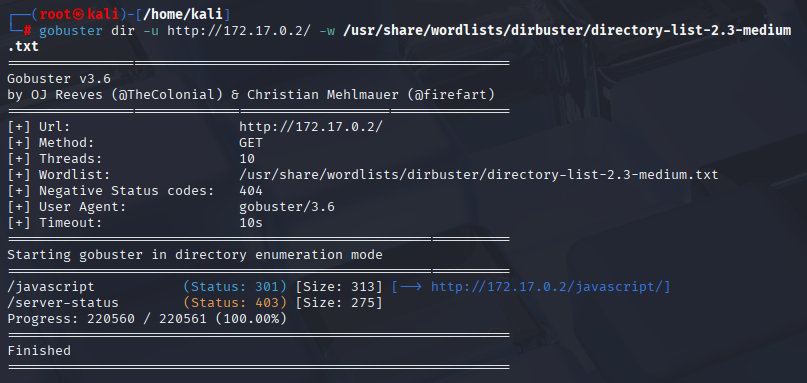 ┌──(root㉿kali)-[/home/kali]
└─# gobuster dir -u http://172.17.0.2/ -w /usr/share/wordlists/dirbuster/directory-list-2.3-medium
.txt
===============================================================
Gobuster v3.6
by OJ Reeves (@TheColonial) & Christian Mehlmauer (@firefart)
===============================================================
[+] Url:                     http://172.17.0.2/
[+] Method:                  GET
[+] Threads:                 10
[+] Wordlist:                /usr/share/wordlists/dirbuster/directory-list-2.3-medium.txt
[+] Negative Status codes:   404
[+] User Agent:              gobuster/3.6
[+] Timeout:                 10s
===============================================================
Starting gobuster in directory enumeration mode
===============================================================
/javascript           (Status: 301) [Size: 313] [--> http://172.17.0.2/javascript/]
/server-status        (Status: 403) [Size: 275]
Progress: 220560 / 220561 (100.00%)
===============================================================
Finished
===============================================================